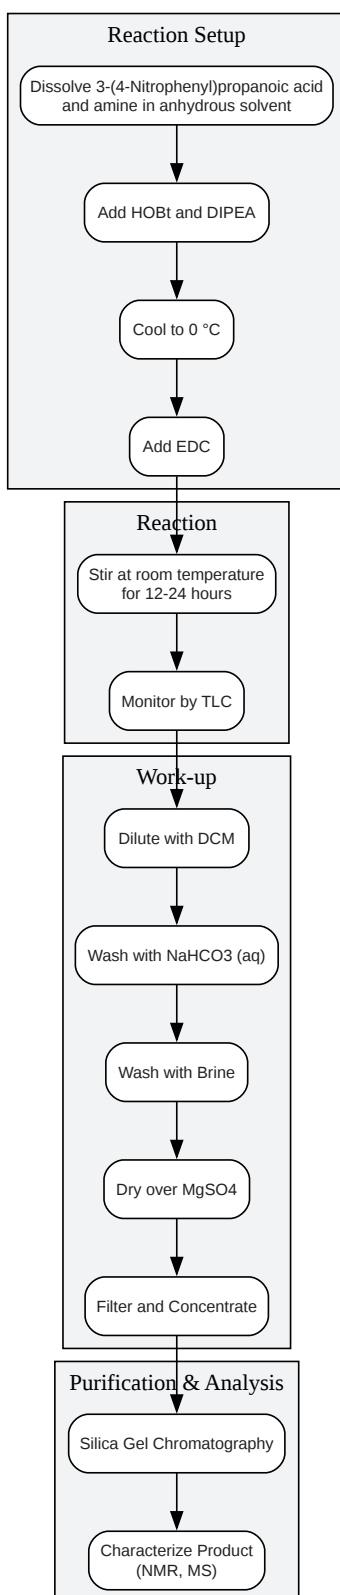 Reaction Setup
Dissolve 3-(4-Nitrophenyl)propanoic acid
and amine in anhydrous solvent
Add HOBt and DIPEA
Cool to 0 °C
Add EDC
Reaction
Stir at room temperature
for 12-24 hours
Monitor by TLC
Work-up
Dilute with DCM
Wash with NaHCO3 (aq)
Wash with Brine
Dry over MgSO4
Filter and Concentrate
Purification & Analysis
Silica Gel Chromatography
Characterize Product
(NMR, MS)